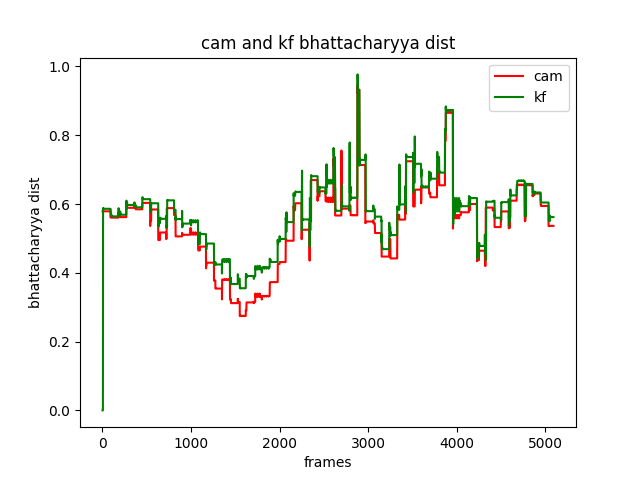 cam and kf bhattacharyya dist
cam
kf
bhattacharyya dist
1.0
0.8
0.6
0.4
0.2
0.0
0 1000 2000 3000 4000 5000
frames